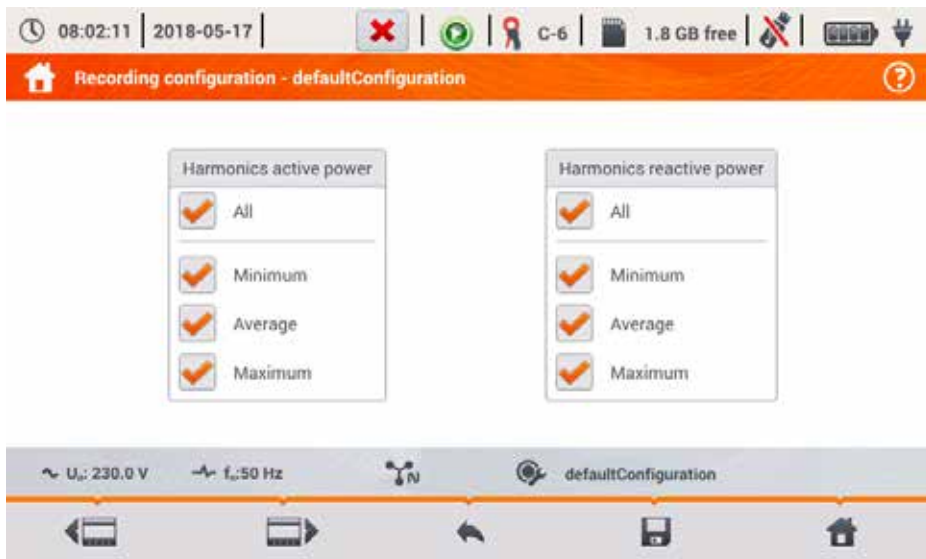 08:02:11 2018-05-17 C-6 1.8 GB free
Recording configuration - defaultConfiguration ?
Harmonics active power
All
Minimum
Average
Maximum
Harmonics reactive power
All
Minimum
Average
Maximum
Uₙ: 230.0 V fₙ:50 Hz N defaultConfiguration